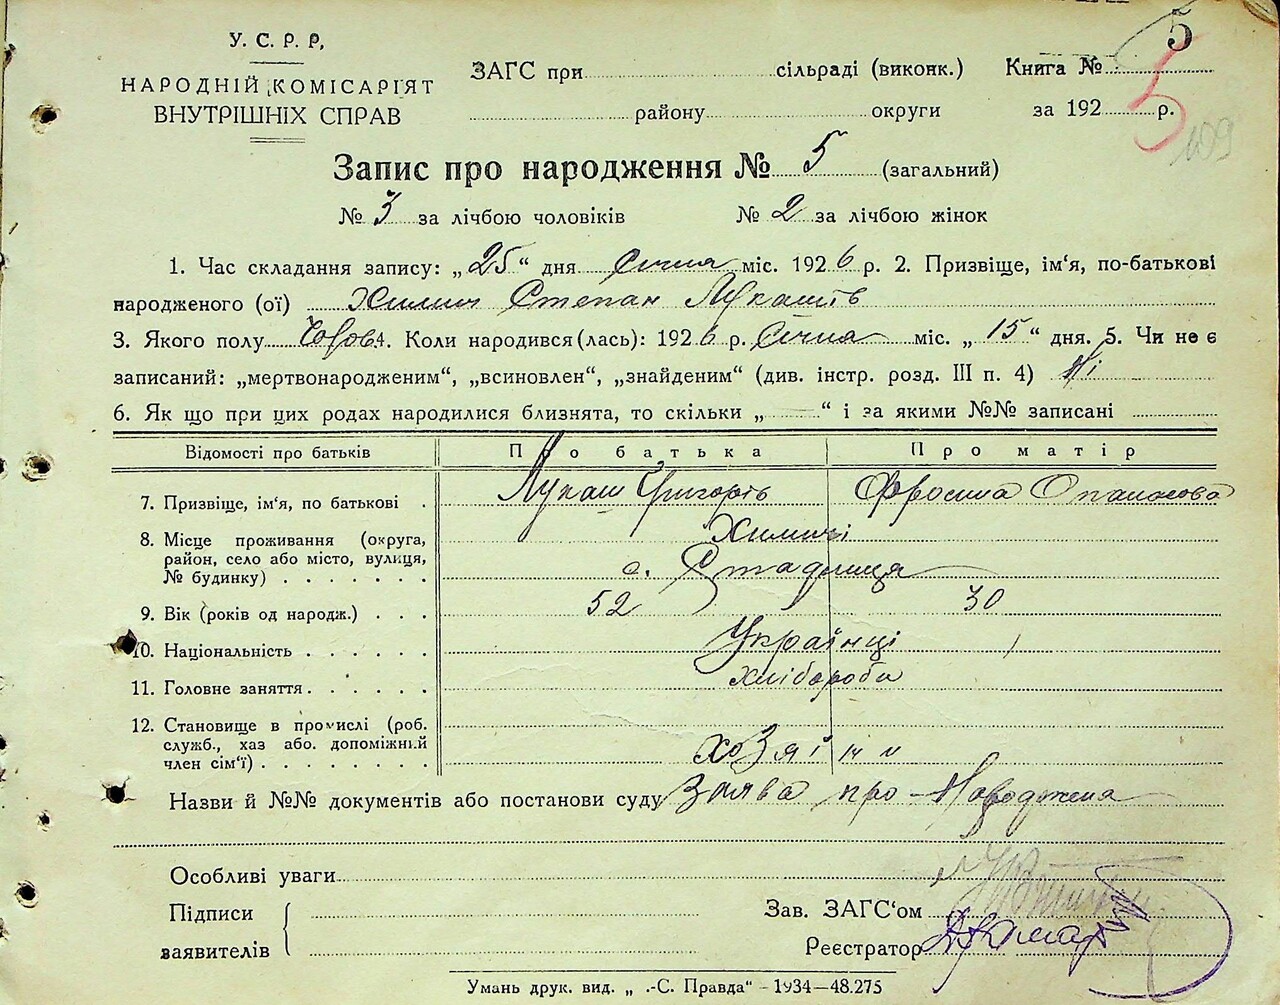 5
У. С. Р. Р.
НАРОДНІЙ КОМІСАРІЯТ
ВНУТРІШНІХ СПРАВ
ЗАГС при сільраді (виконк.) Книга №
району округи за 192 р.
5
109
Запис про народження № 5 (загальний)
№ 3 за лічбою чоловіків № 2 за лічбою жінок
1. Час складання запису: „25“ дня Січня міс. 1926 р. 2. Призвіще, ім‘я, по-батькові
народженого (ої) Химич Степан Лукашів
3. Якого полу Чолов. 4. Коли народився (лась): 1926 р. Січня міс. „15“ дня. 5. Чи не є
записаний: „мертвонародженим“, „всиновлен“, „знайденим“ (див. інстр. розд. III п. 4) Ні
6. Як що при цих родах народилися близнята, то скільки „ — “ і за якими №№ записані
Відомості про батьків Про батька Про матір
7. Призвіще, ім‘я, по батькові . Лукаш Григорів Фросина Опанасова
Химичі
8. Місце проживання (округа,
район, село або місто, вулиця,
№ будинку) . . . . . . . с. Стадниця
9. Вік (років од народж.) . . . 52 30
10. Національність . . . . . . Українці
11. Головне заняття . . . . . . Хлібороби
12. Становище в промислі (роб.
служб., хаз або. допоміжний
член сім‘ї) . . . . . . . . хозяіни
Назви й №№ документів або постанови суду Заява про Народження
Особливі уваги
Підписи
заявителів
Зав. ЗАГС‘ом
Реєстратор
Умань друк. вид. „ .-С. Правда“ - 1934—48.275